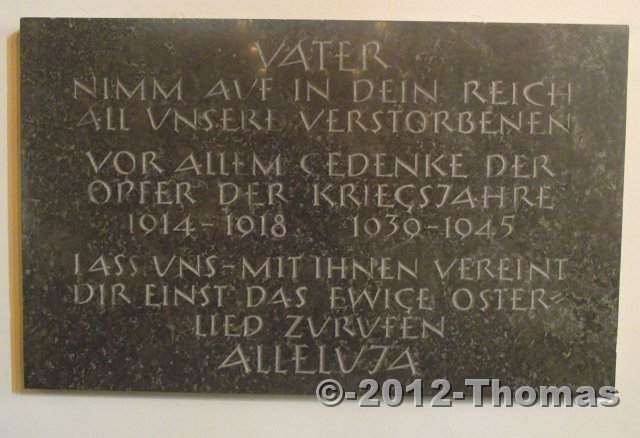 VATER
NIMM AUF IN DEIN REICH
ALL UNSERE VERSTORBENEN
VOR ALLEM GEDENKE DER
OPFER DER KRIEGSJAHRE
1914-1918 1939-1945
LASS UNS-MIT IHNEN VEREINT
DIR EINST DAS EWIGE OSTER=
LIED ZURUFEN
ALLELUJA
©-2012-Thomas